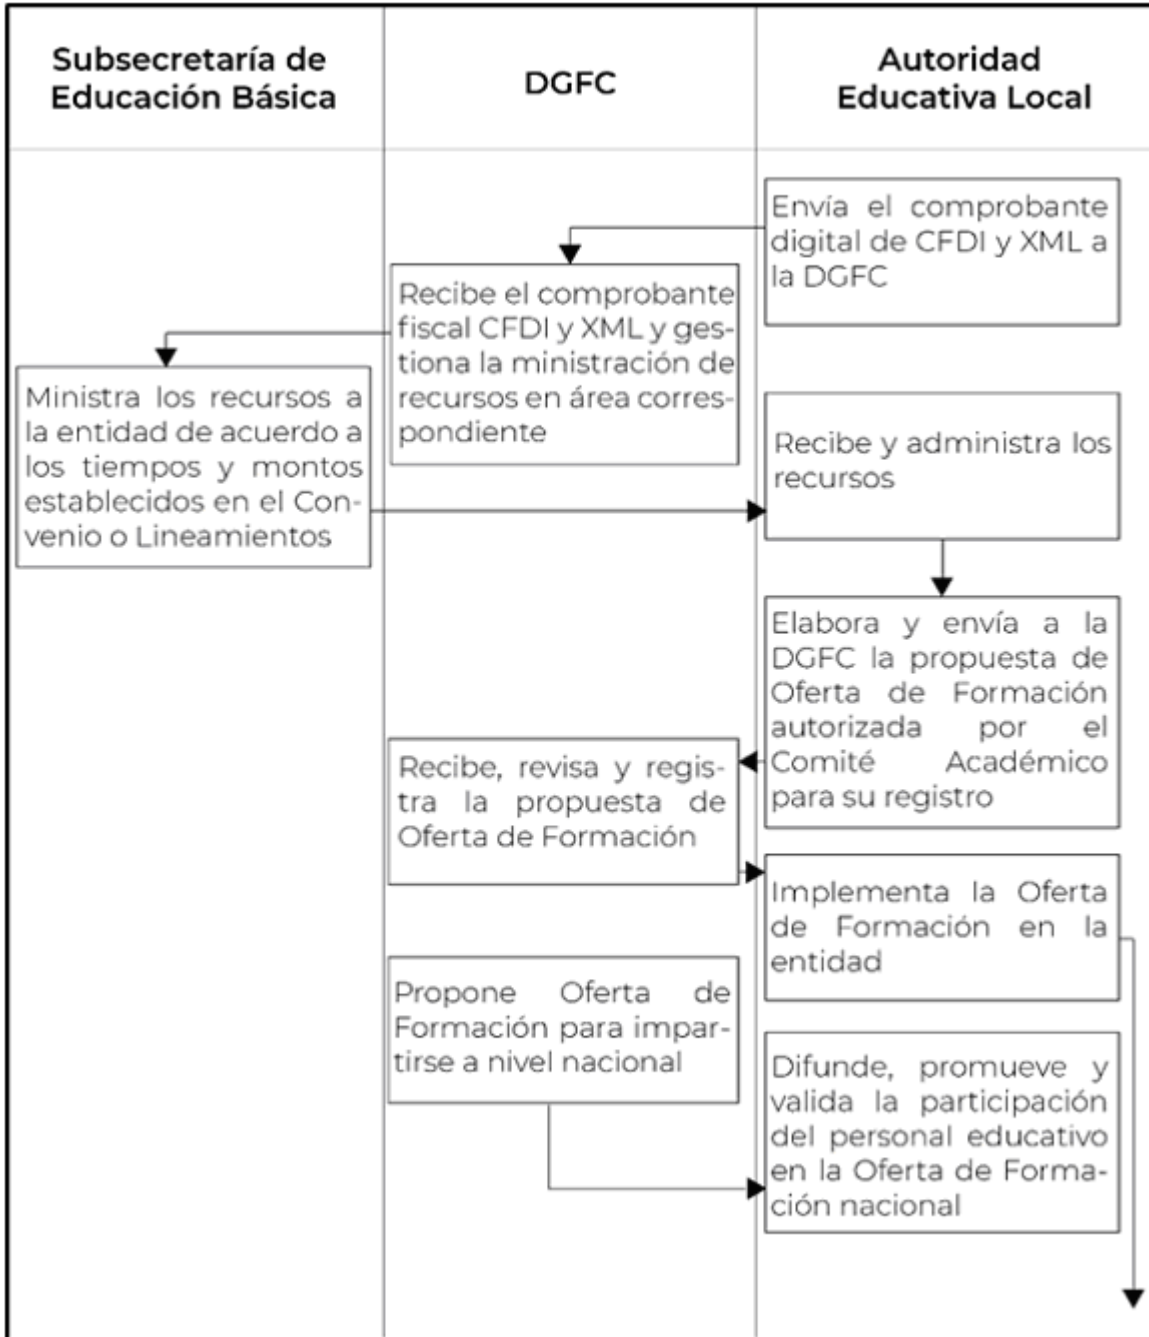 Subsecretaría de
Educación Básica
DGFC
Autoridad
Educativa Local
Envía el comprobante
digital de CFDI y XML a
la DGFC
Recibe el comprobante
fiscal CFDI y XML y ges-
tiona la ministración de
recursos en área corres-
pondiente
Ministra los recursos a
la entidad de acuerdo a
los tiempos y montos
establecidos en el Con-
venio o Lineamientos
Recibe y administra los
recursos
Elabora y envía a la
DGFC la propuesta de
Oferta de Formación
autorizada por el
Comité Académico
para su registro
Recibe, revisa y regis-
tra la propuesta de
Oferta de Formación
Implementa la Oferta
de Formación en la
entidad
Propone Oferta de
Formación para impar-
tirse a nivel nacional
Difunde, promueve y
valida la participación
del personal educativo
en la Oferta de Forma-
ción nacional